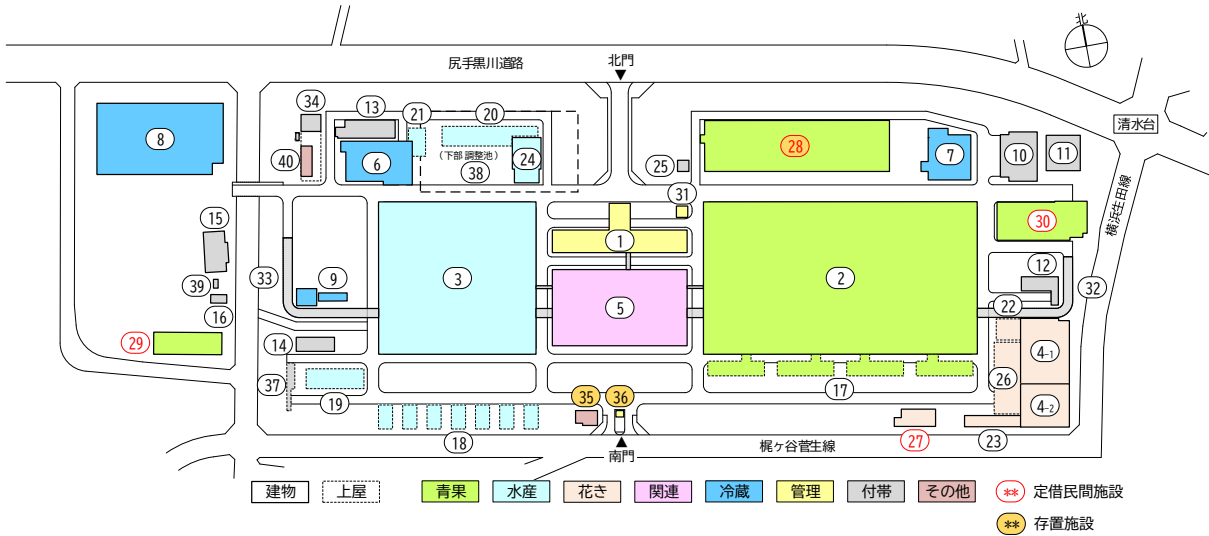 北
尻手黒川道路
北門
清水台
34
13
21
20
8
40
6
(下部調整池)
38
24
25
28
7
10
11
31
15
30
横浜生田線
1
33
9
3
2
12
39
5
32
16
22
29
14
4-1
37
26
19
17
35
36
4-2
18
27
23
南門
梶ヶ谷菅生線
建物
上屋
青果
水産
花き
関連
冷蔵
管理
付帯
その他
** 定借民間施設
** 存置施設